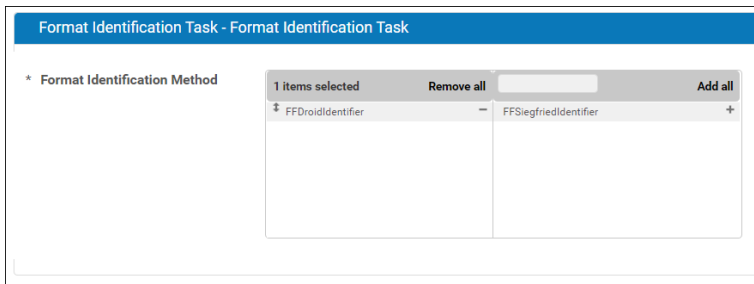 Format Identification Task - Format Identification Task
* Format Identification Method
1 items selected Remove all Add all
FFDroidIdentifier − FFSiegfriedIdentifier +